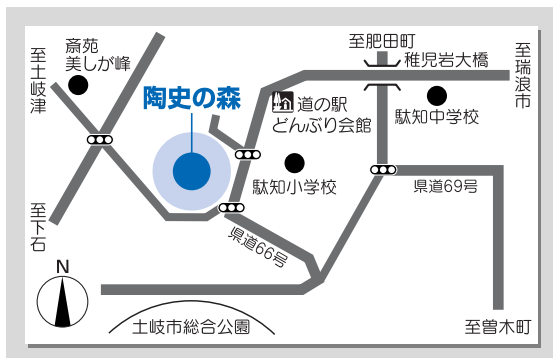 至肥田町
斎苑
美しが峰
至土岐津
稚児岩大橋
至瑞浪市
陶史の森
道の駅
どんぶり会館
駄知中学校
駄知小学校
県道69号
至下石
県道66号
N
土岐市総合公園
至曽木町